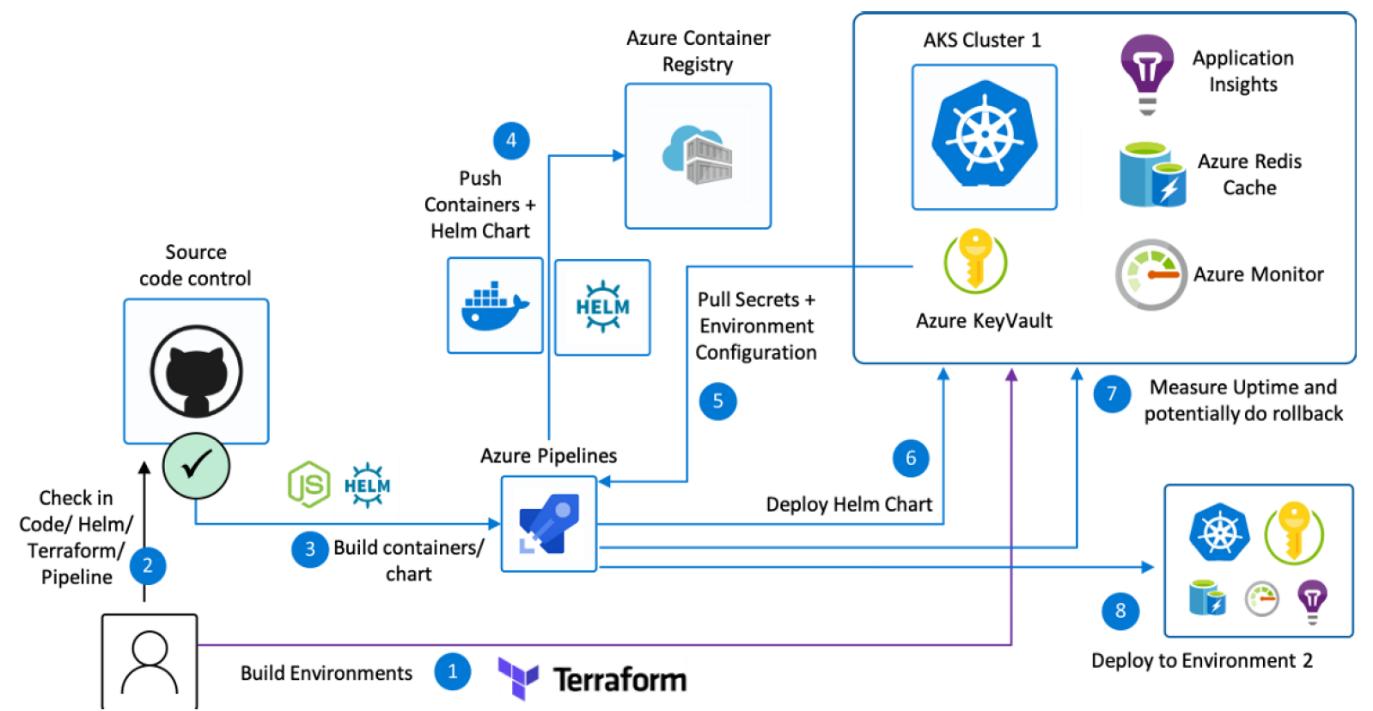 Azure Container
Registry
AKS Cluster 1
Application
Insights
Azure Redis
Cache
Azure Monitor
Azure KeyVault
4
Push
Containers +
Helm Chart
HELM
Source
code control
Pull Secrets +
Environment
Configuration
5
7
Measure Uptime and
potentially do rollback
Azure Pipelines
6
Deploy Helm Chart
JS
HELM
Check in
Code/ Helm/
Terraform/
Pipeline
2
3
Build containers/
chart
8
Deploy to Environment 2
Build Environments
1
Terraform